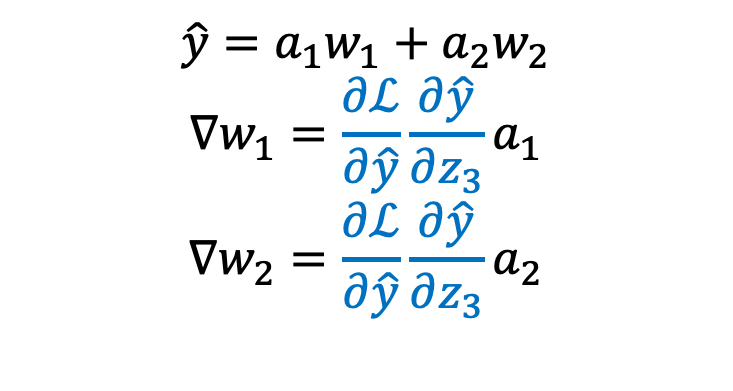 ŷ = a₁w₁ + a₂w₂
∇w₁ = ∂ℒ/∂ŷ ∂ŷ/∂z₃ a₁
∇w₂ = ∂ℒ/∂ŷ ∂ŷ/∂z₃ a₂